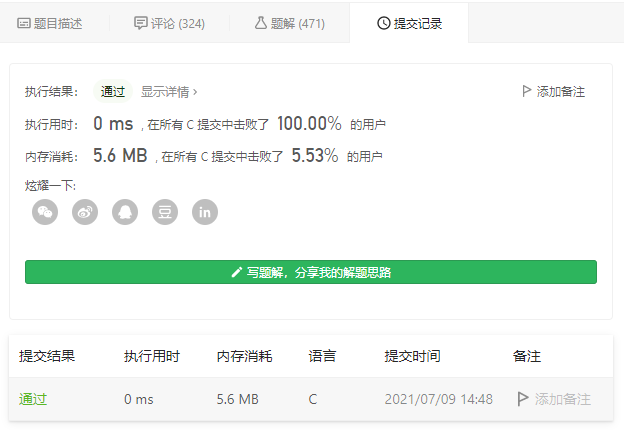 题目描述 评论 (324) 题解 (471) 提交记录
执行结果： 通过 显示详情 › 添加备注
执行用时： 0 ms , 在所有 C 提交中击败了 100.00% 的用户
内存消耗： 5.6 MB , 在所有 C 提交中击败了 5.53% 的用户
炫耀一下:
豆 in
写题解，分享我的解题思路
提交结果 执行用时 内存消耗 语言 提交时间 备注
通过 0 ms 5.6 MB C 2021/07/09 14:48 添加备注